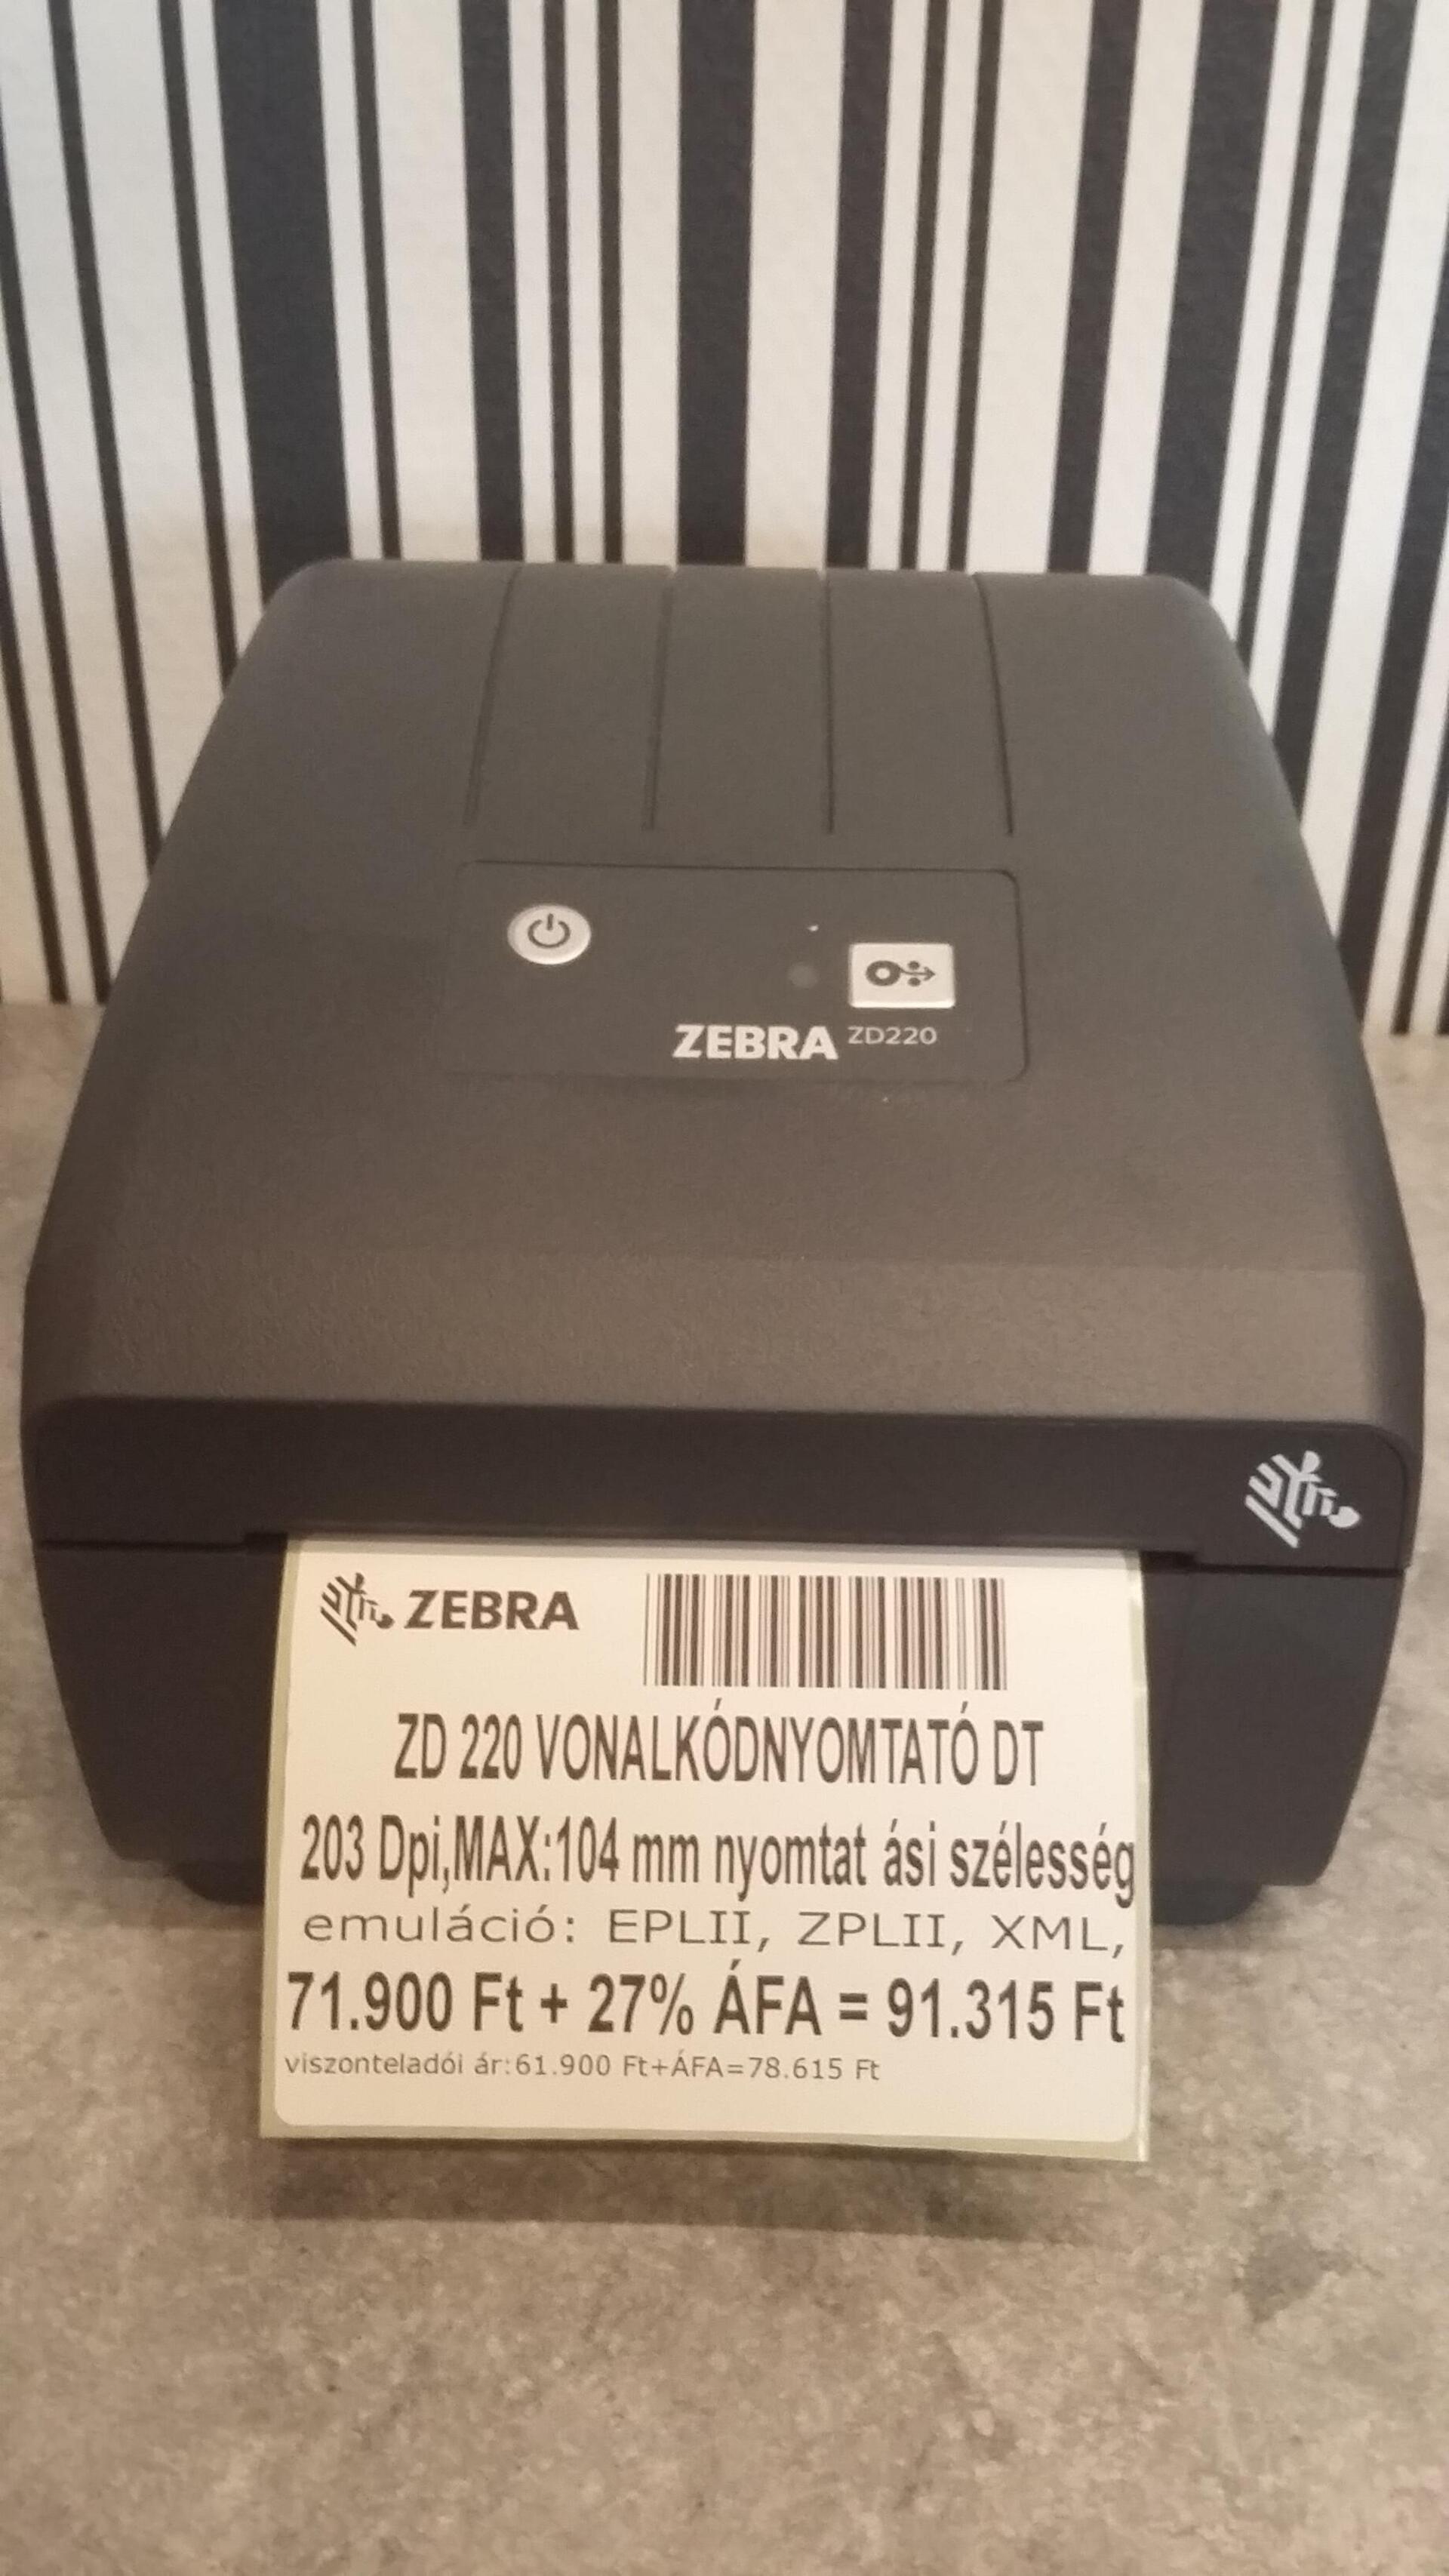 ZEBRA ZD220
ZEBRA
ZD 220 VONALKÓDNYOMTATÓ DT
203 Dpi,MAX:104 mm nyomtat ási szélesség
emuláció: EPLII, ZPLII, XML,
71.900 Ft + 27% ÁFA = 91.315 Ft
viszonteladói ár:61.900 Ft+ÁFA=78.615 Ft